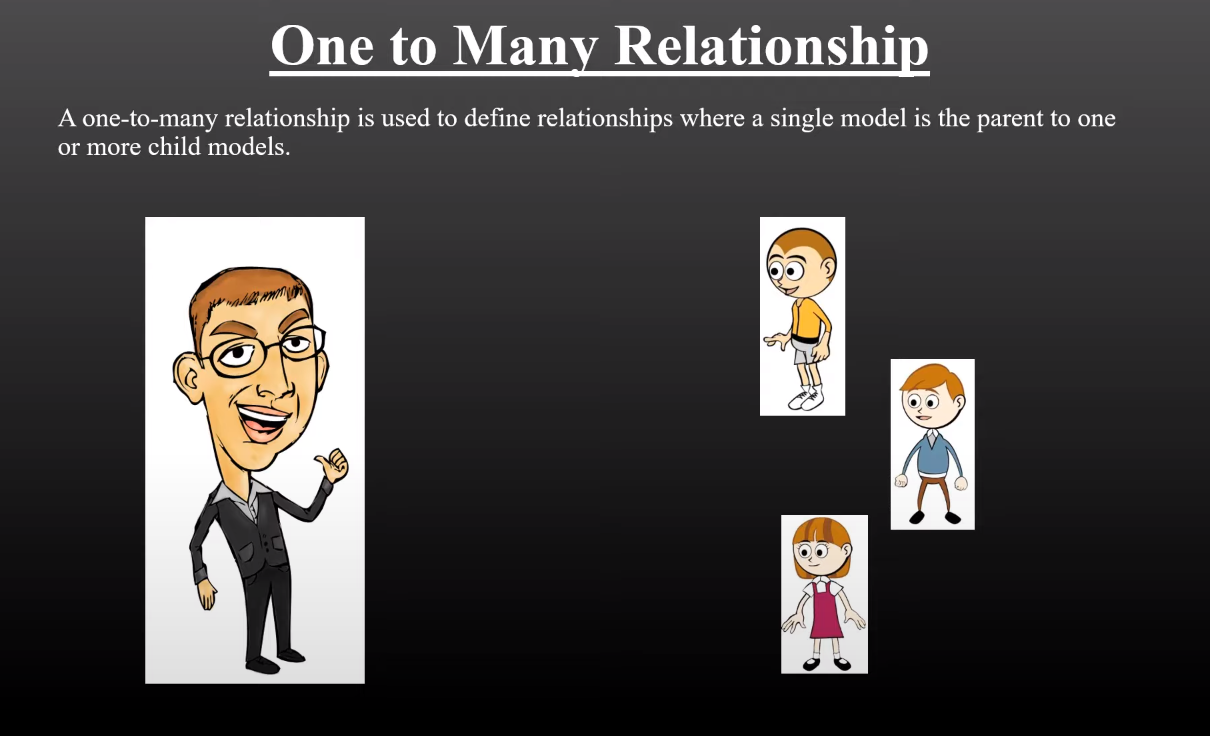 One to Many Relationship
A one-to-many relationship is used to define relationships where a single model is the parent to one
or more child models.